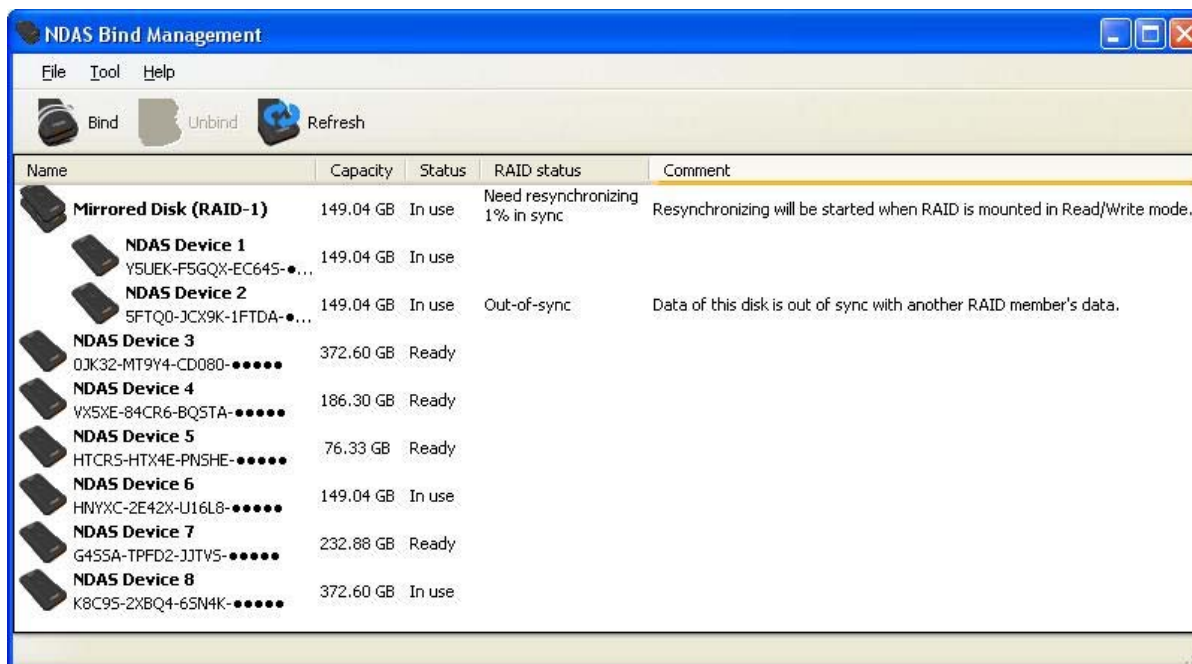 NDAS Bind Management
File Tool Help
Bind Unbind Refresh
Name Capacity Status RAID status Comment
Mirrored Disk (RAID-1) 149.04 GB In use Need resynchronizing 1% in sync Resynchronizing will be started when RAID is mounted in Read/Write mode.
NDAS Device 1
Y5UEK-F5GQX-EC64S-●... 149.04 GB In use
NDAS Device 2
5FTQ0-JCX9K-1FTDA-●... 149.04 GB In use Out-of-sync Data of this disk is out of sync with another RAID member's data.
NDAS Device 3
0JK32-MT9Y4-CD080-●●●●● 372.60 GB Ready
NDAS Device 4
VX5XE-84CR6-BQSTA-●●●●● 186.30 GB Ready
NDAS Device 5
HTCRS-HTX4E-PNSHE-●●●●● 76.33 GB Ready
NDAS Device 6
HNYXC-2E42X-U16L8-●●●●● 149.04 GB In use
NDAS Device 7
G4SSA-TPFD2-JJTVS-●●●●● 232.88 GB Ready
NDAS Device 8
K8C95-2XBQ4-6SN4K-●●●●● 372.60 GB In use